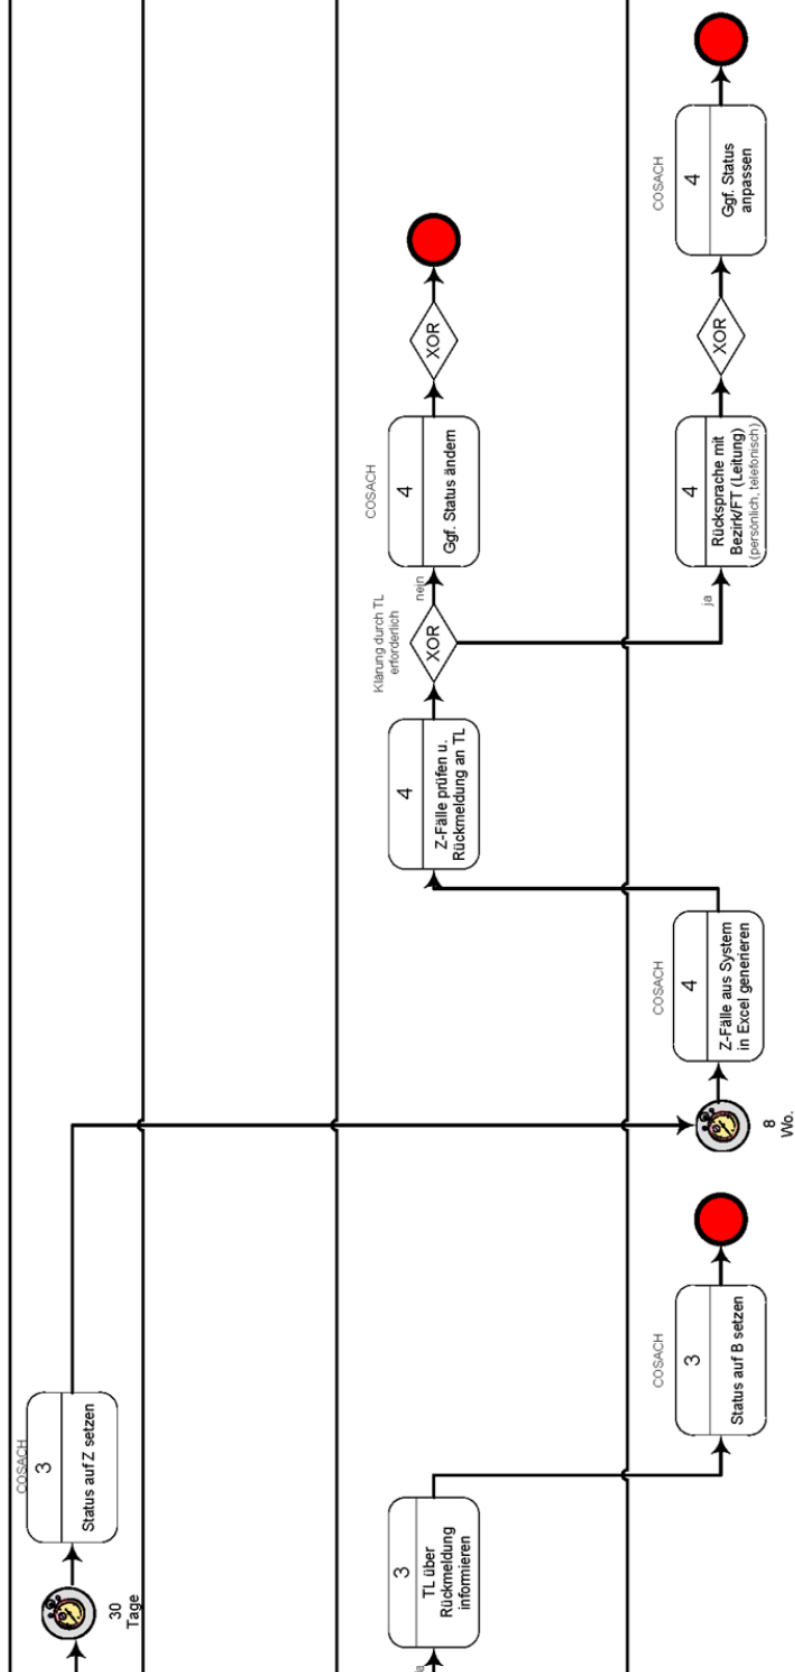 30
Tage
COSACH
3
Status auf Z setzen
3
TL über
Rückmeldung
informieren
COSACH
3
Status auf B setzen
8
Wo.
COSACH
4
Z-Fälle aus System
in Excel generieren
4
Z-Fälle prüfen u.
Rückmeldung an TL
Klärung durch TL
erforderlich
XOR
nein
ja
COSACH
4
Ggf. Status ändern
XOR
4
Rücksprache mit
Bezirk/FT (Leitung)
(persönlich, telefonisch)
XOR
COSACH
4
Ggf. Status
anpassen